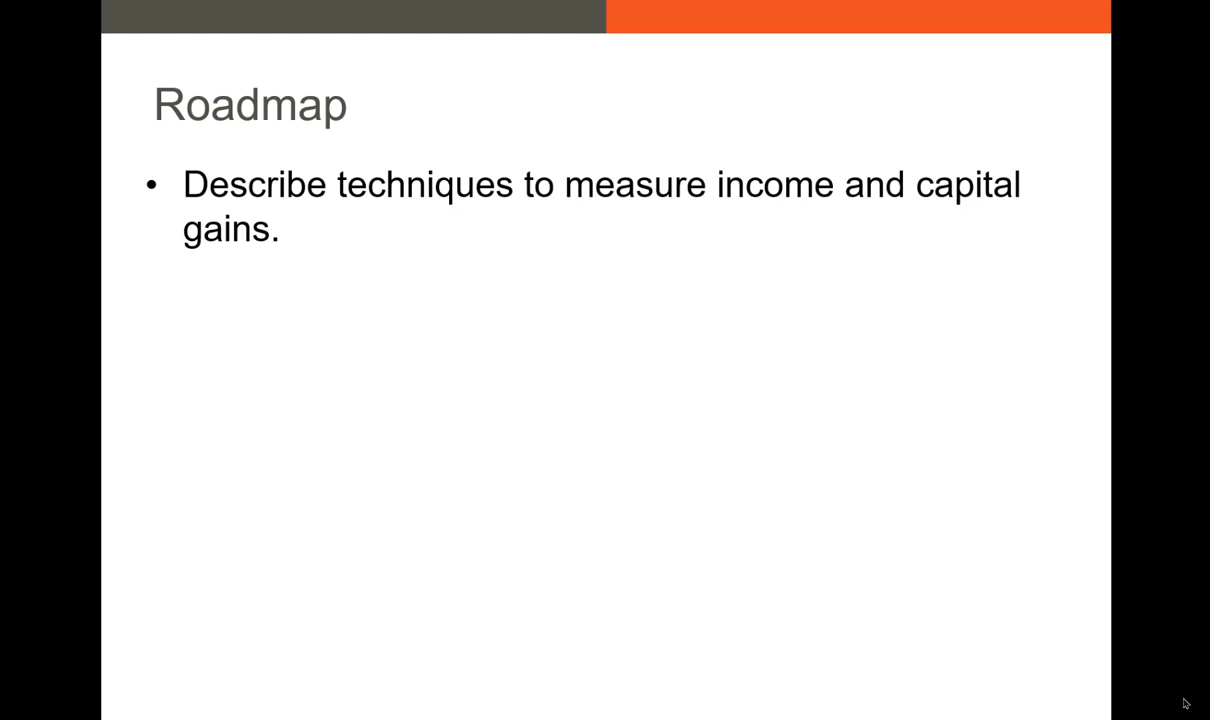 Roadmap
• Describe techniques to measure income and capital
gains.